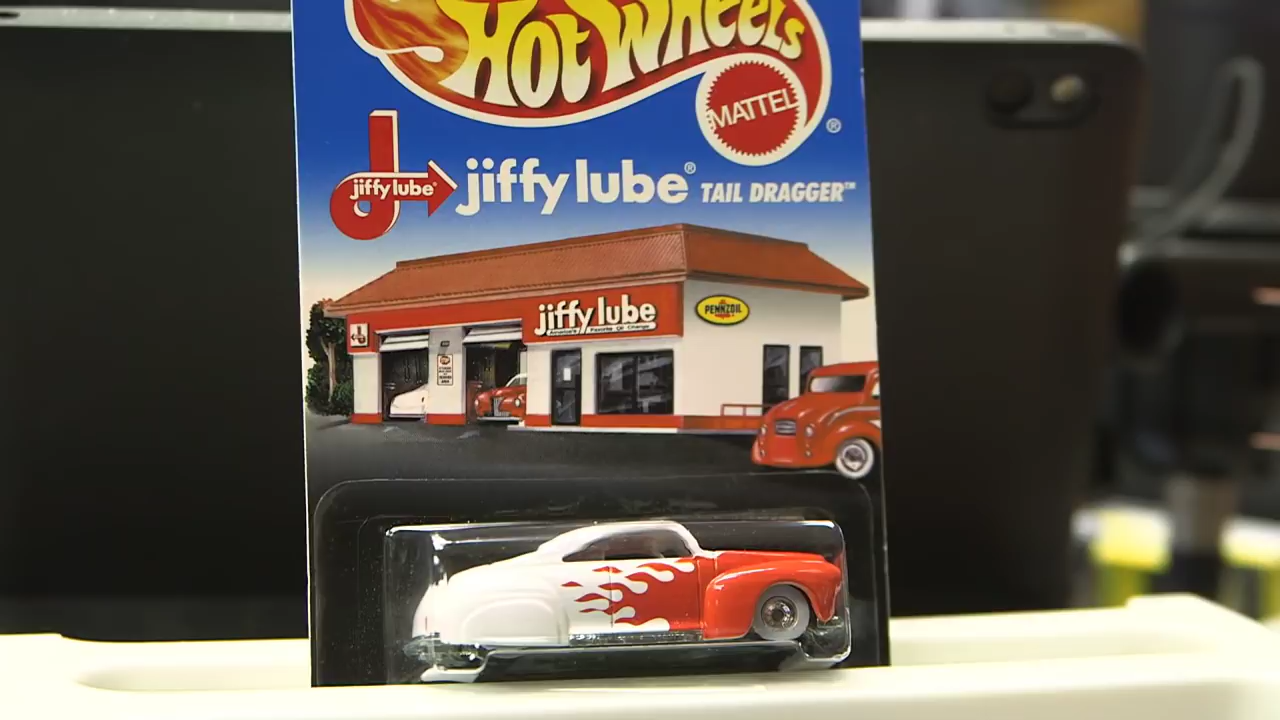 HOT WHEELS
MATTEL
®
jiffy lube®
jiffy lube® TAIL DRAGGER™
jiffy lube
PENNZOIL